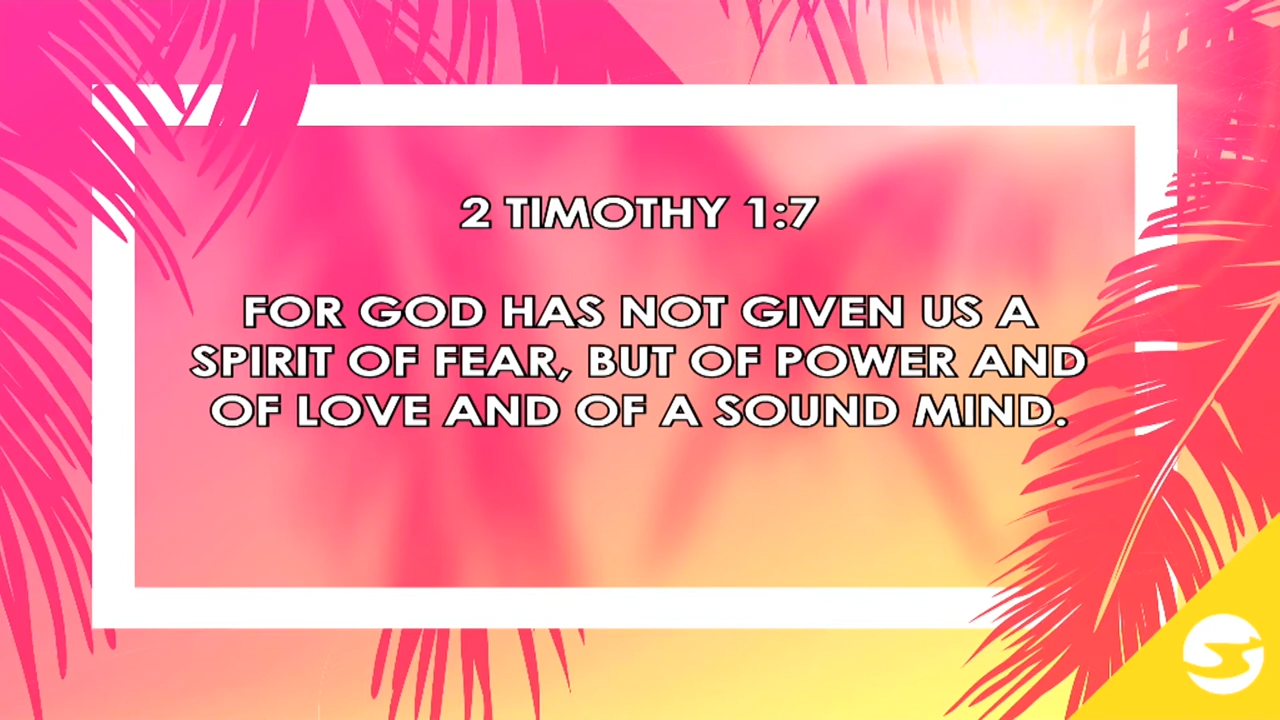 2 TIMOTHY 1:7
FOR GOD HAS NOT GIVEN US A
SPIRIT OF FEAR, BUT OF POWER AND
OF LOVE AND OF A SOUND MIND.